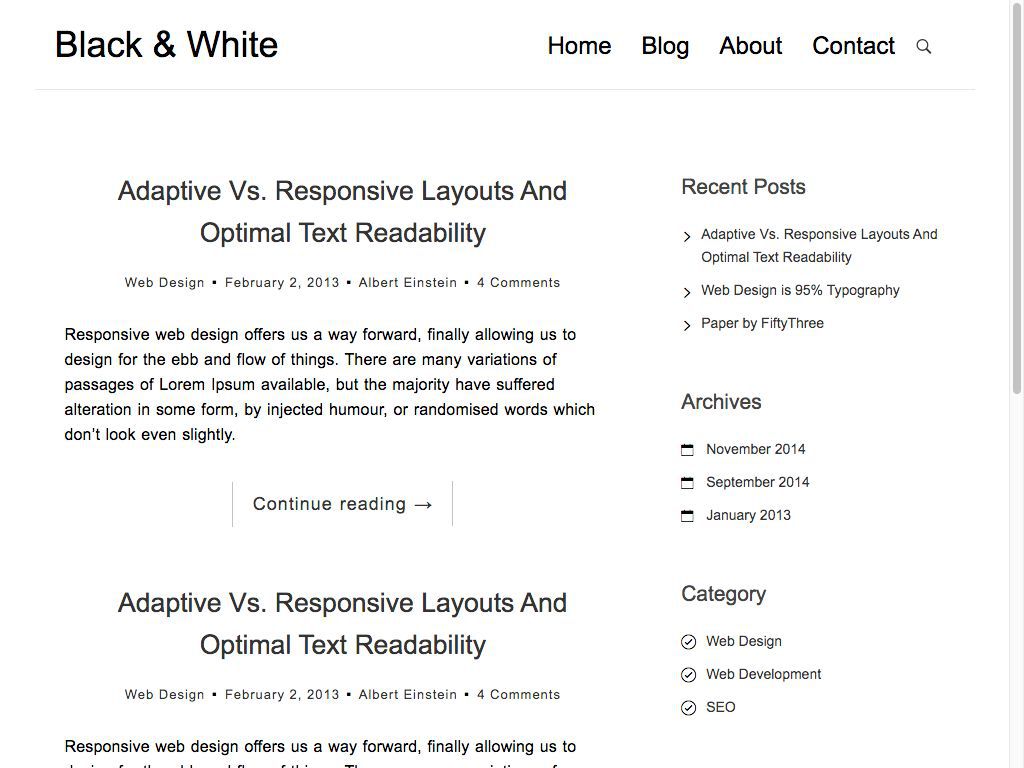 Black & White
Home Blog About Contact
Adaptive Vs. Responsive Layouts And
Optimal Text Readability
Web Design ▪ February 2, 2013 ▪ Albert Einstein ▪ 4 Comments
Responsive web design offers us a way forward, finally allowing us to
design for the ebb and flow of things. There are many variations of
passages of Lorem Ipsum available, but the majority have suffered
alteration in some form, by injected humour, or randomised words which
don’t look even slightly.
Continue reading →
Adaptive Vs. Responsive Layouts And
Optimal Text Readability
Web Design ▪ February 2, 2013 ▪ Albert Einstein ▪ 4 Comments
Responsive web design offers us a way forward, finally allowing us to
Recent Posts
Adaptive Vs. Responsive Layouts And
Optimal Text Readability
Web Design is 95% Typography
Paper by FiftyThree
Archives
November 2014
September 2014
January 2013
Category
Web Design
Web Development
SEO